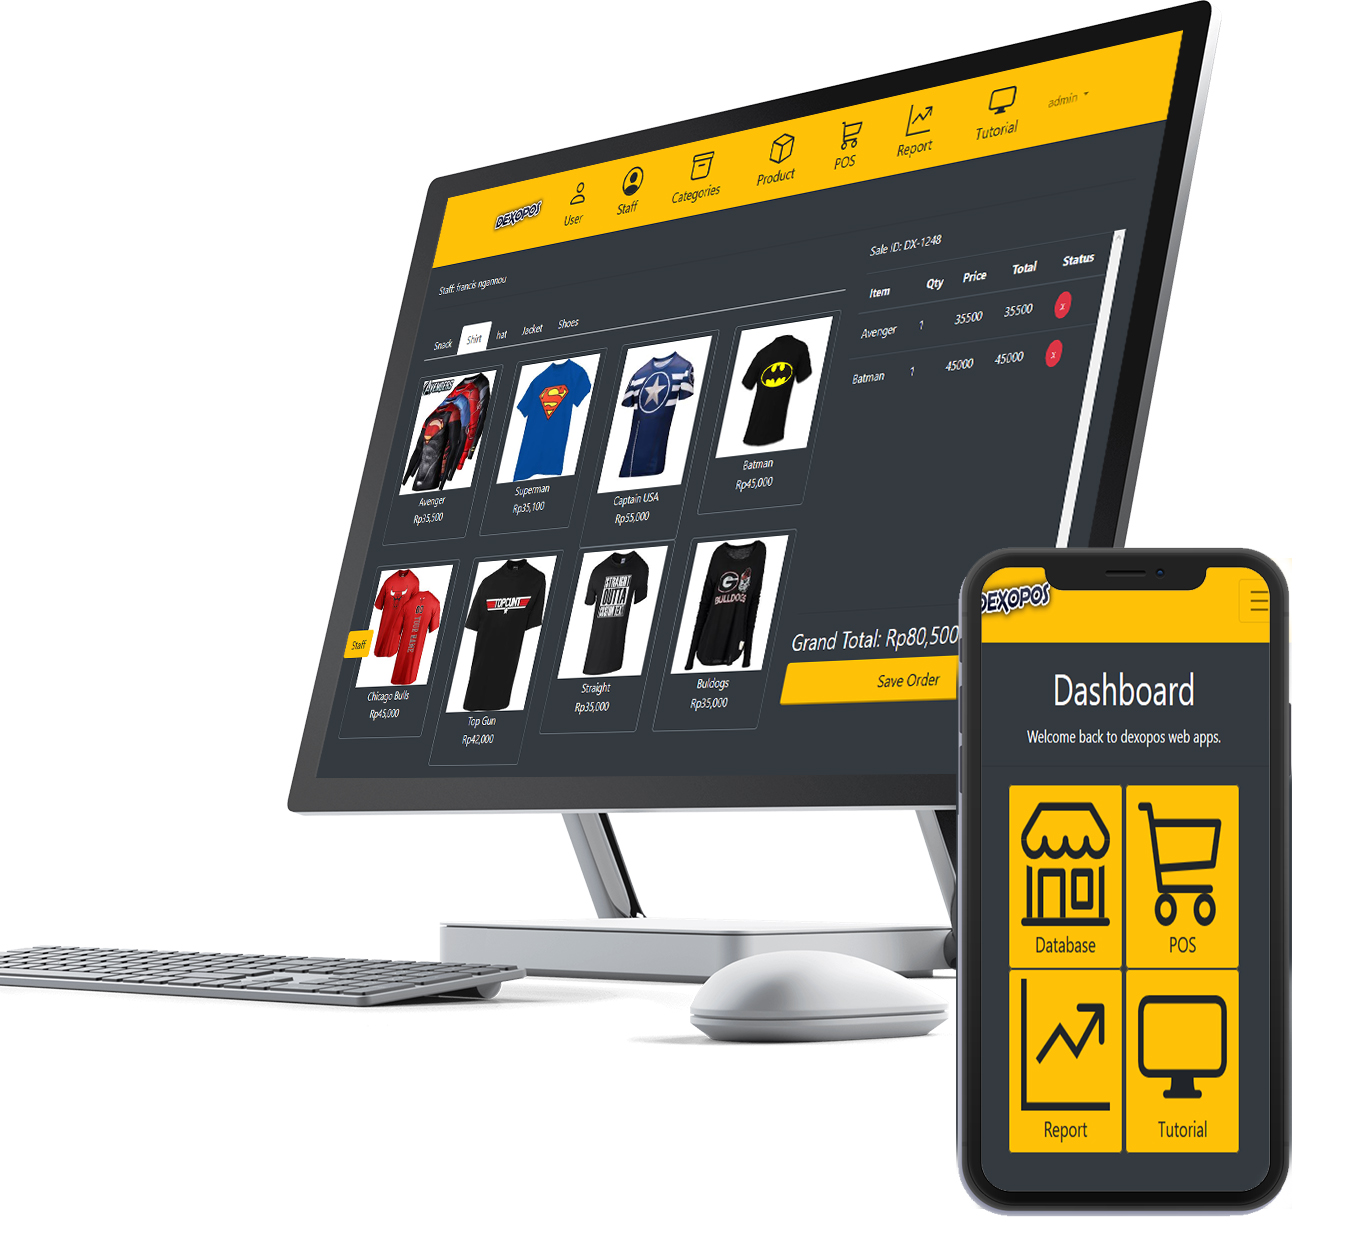 DEXOPOS
User
Staff
Categories
Product
POS
Report
Tutorial
admin
Staff: francis ngannou
Snack
Shirt
hat
Jacket
Shoes
AVENGERS
Avenger
Rp35,500
Superman
Rp35,100
Captain USA
Rp55,000
Batman
Rp45,000
Staff
Chicago Bulls
Rp45,000
Top Gun
Rp42,000
STRAIGHT
OUTTA
Straight
Rp35,000
G
BULLDOGS
Buldogs
Rp35,000
Sale ID: DX-1248
Item Qty Price Total Status
Avenger 1 35500 35500 x
Batman 1 45000 45000 x
Grand Total: Rp80,500
Save Order
DEXOPOS
Dashboard
Welcome back to dexopos web apps.
Database
POS
Report
Tutorial